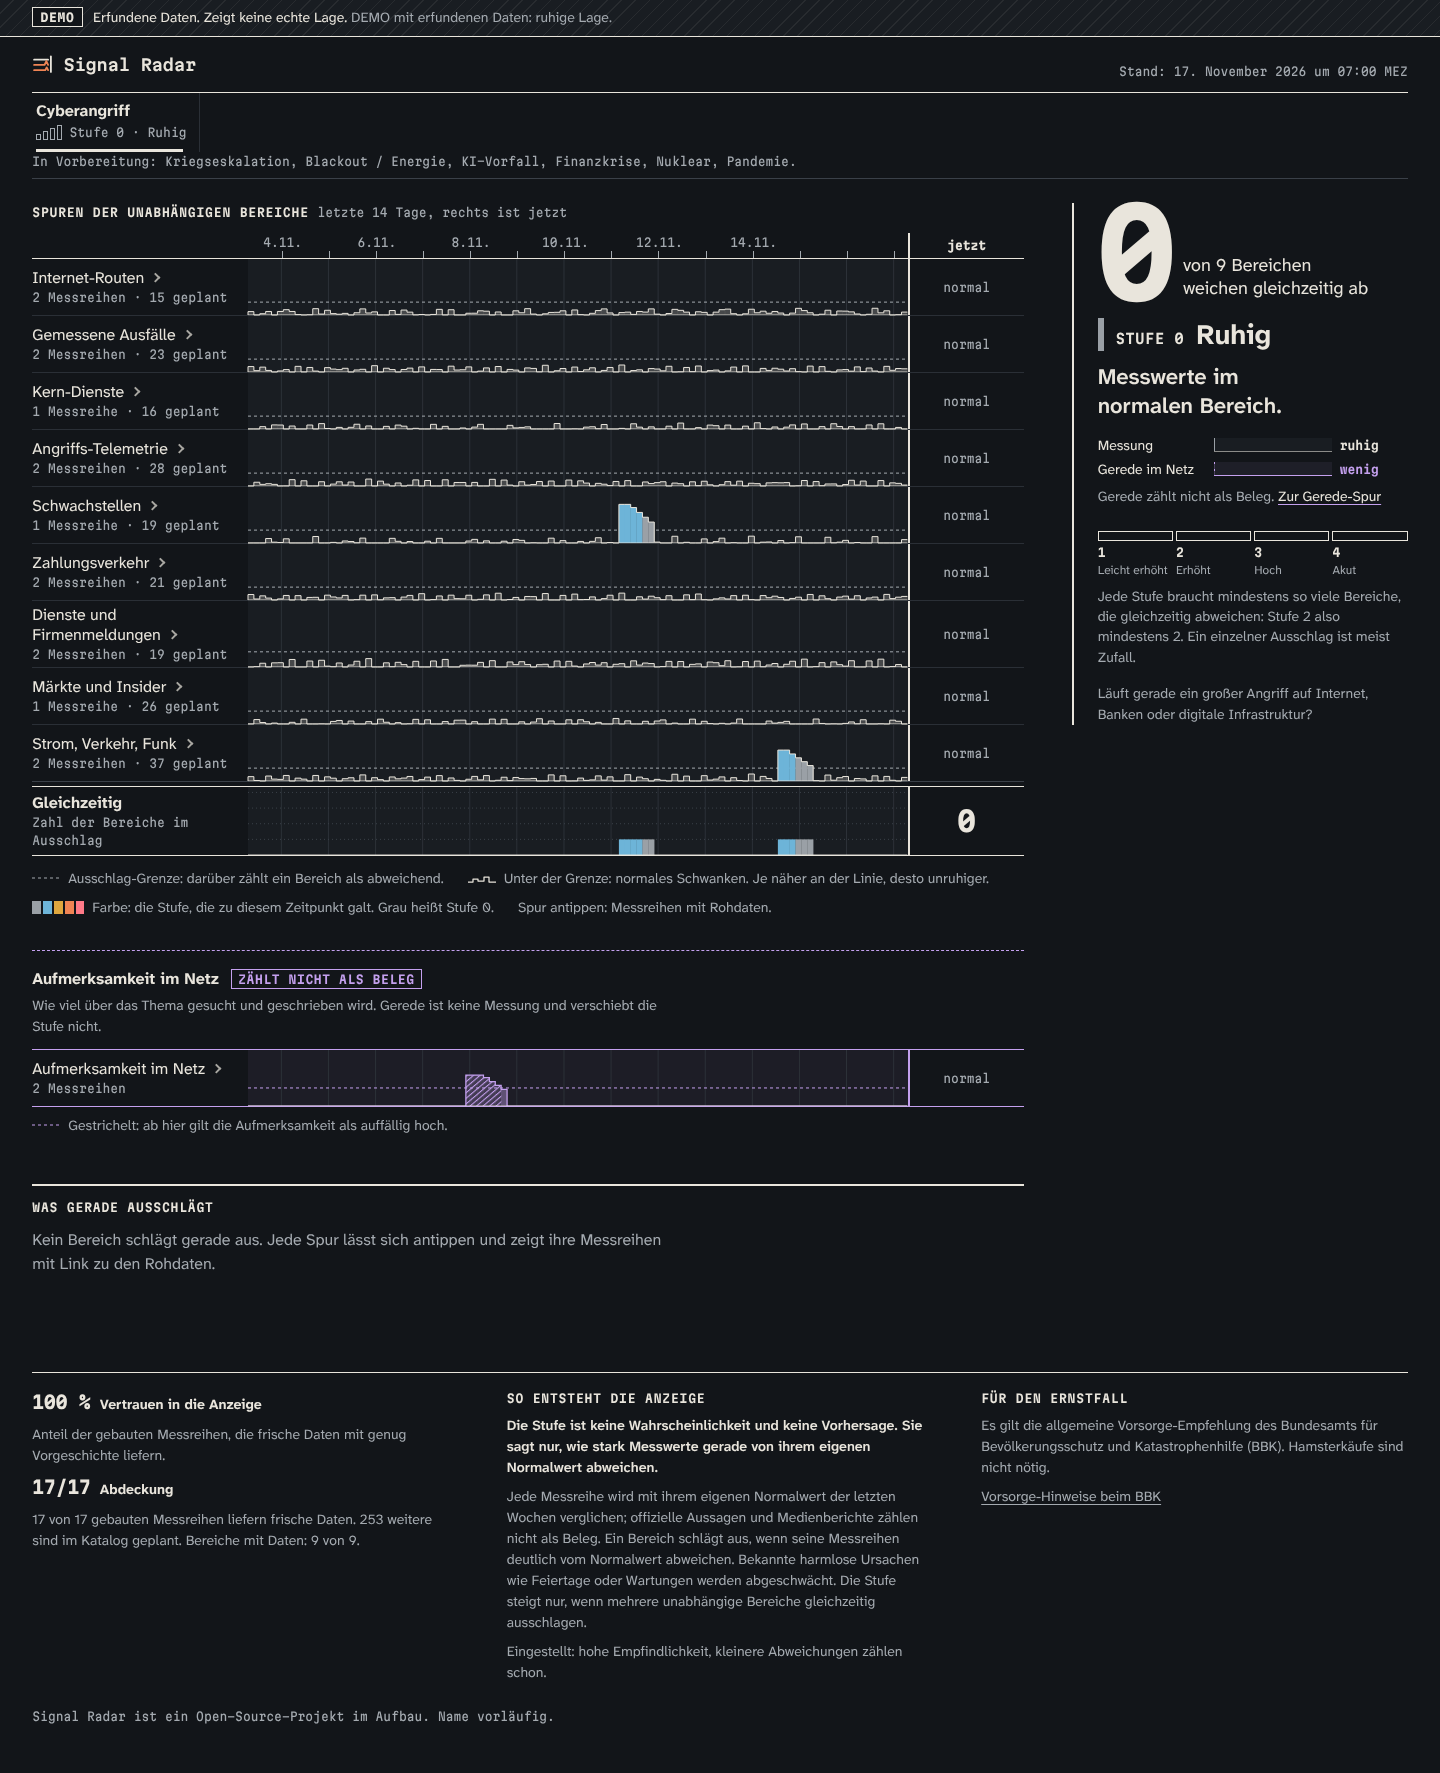 DEMO Erfundene Daten. Zeigt keine echte Lage. DEMO mit erfundenen Daten: ruhige Lage.
Signal Radar
Stand: 17. November 2026 um 07:00 MEZ
Cyberangriff
Stufe 0 · Ruhig
In Vorbereitung: Kriegseskalation, Blackout / Energie, KI-Vorfall, Finanzkrise, Nuklear, Pandemie.
SPUREN DER UNABHÄNGIGEN BEREICHE letzte 14 Tage, rechts ist jetzt
4.11. 6.11. 8.11. 10.11. 12.11. 14.11. jetzt
Internet-Routen
2 Messreihen · 15 geplant
normal
Gemessene Ausfälle
2 Messreihen · 23 geplant
normal
Kern-Dienste
1 Messreihe · 16 geplant
normal
Angriffs-Telemetrie
2 Messreihen · 28 geplant
normal
Schwachstellen
1 Messreihe · 19 geplant
normal
Zahlungsverkehr
2 Messreihen · 21 geplant
normal
Dienste und
Firmenmeldungen
2 Messreihen · 19 geplant
normal
Märkte und Insider
1 Messreihe · 26 geplant
normal
Strom, Verkehr, Funk
2 Messreihen · 37 geplant
normal
Gleichzeitig
Zahl der Bereiche im
Ausschlag
0
Ausschlag-Grenze: darüber zählt ein Bereich als abweichend. Unter der Grenze: normales Schwanken. Je näher an der Linie, desto unruhiger.
Farbe: die Stufe, die zu diesem Zeitpunkt galt. Grau heißt Stufe 0. Spur antippen: Messreihen mit Rohdaten.
Aufmerksamkeit im Netz ZÄHLT NICHT ALS BELEG
Wie viel über das Thema gesucht und geschrieben wird. Gerede ist keine Messung und verschiebt die
Stufe nicht.
Aufmerksamkeit im Netz
2 Messreihen
normal
Gestrichelt: ab hier gilt die Aufmerksamkeit als auffällig hoch.
WAS GERADE AUSSCHLÄGT
Kein Bereich schlägt gerade aus. Jede Spur lässt sich antippen und zeigt ihre Messreihen
mit Link zu den Rohdaten.
0 von 9 Bereichen
weichen gleichzeitig ab
STUFE 0 Ruhig
Messwerte im
normalen Bereich.
Messung ruhig
Gerede im Netz wenig
Gerede zählt nicht als Beleg. Zur Gerede-Spur
1 2 3 4
Leicht erhöht Erhöht Hoch Akut
Jede Stufe braucht mindestens so viele Bereiche,
die gleichzeitig abweichen: Stufe 2 also
mindestens 2. Ein einzelner Ausschlag ist meist
Zufall.
Läuft gerade ein großer Angriff auf Internet,
Banken oder digitale Infrastruktur?
100 % Vertrauen in die Anzeige
Anteil der gebauten Messreihen, die frische Daten mit genug
Vorgeschichte liefern.
17/17 Abdeckung
17 von 17 gebauten Messreihen liefern frische Daten. 253 weitere
sind im Katalog geplant. Bereiche mit Daten: 9 von 9.
SO ENTSTEHT DIE ANZEIGE
Die Stufe ist keine Wahrscheinlichkeit und keine Vorhersage. Sie
sagt nur, wie stark Messwerte gerade von ihrem eigenen
Normalwert abweichen.
Jede Messreihe wird mit ihrem eigenen Normalwert der letzten
Wochen verglichen; offizielle Aussagen und Medienberichte zählen
nicht als Beleg. Ein Bereich schlägt aus, wenn seine Messreihen
deutlich vom Normalwert abweichen. Bekannte harmlose Ursachen
wie Feiertage oder Wartungen werden abgeschwächt. Die Stufe
steigt nur, wenn mehrere unabhängige Bereiche gleichzeitig
ausschlagen.
Eingestellt: hohe Empfindlichkeit, kleinere Abweichungen zählen
schon.
FÜR DEN ERNSTFALL
Es gilt die allgemeine Vorsorge-Empfehlung des Bundesamts für
Bevölkerungsschutz und Katastrophenhilfe (BBK). Hamsterkäufe sind
nicht nötig.
Vorsorge-Hinweise beim BBK
Signal Radar ist ein Open-Source-Projekt im Aufbau. Name vorläufig.